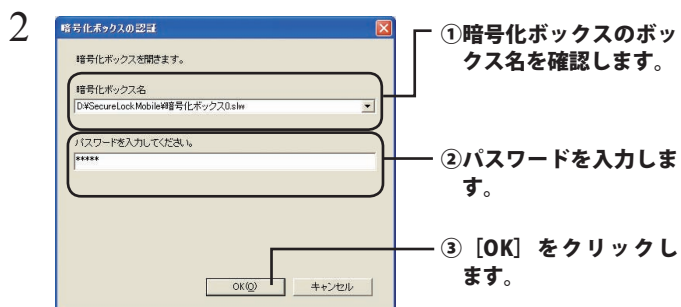 2
暗号化ボックスの認証
暗号化ボックスを開きます。
暗号化ボックス名
D:¥SecureLockMobile¥暗号化ボックス0.slw
パスワードを入力してください。
*****
OK(O)
キャンセル
①暗号化ボックスのボッ
クス名を確認します。
②パスワードを入力しま
す。
③［OK］をクリックし
ます。